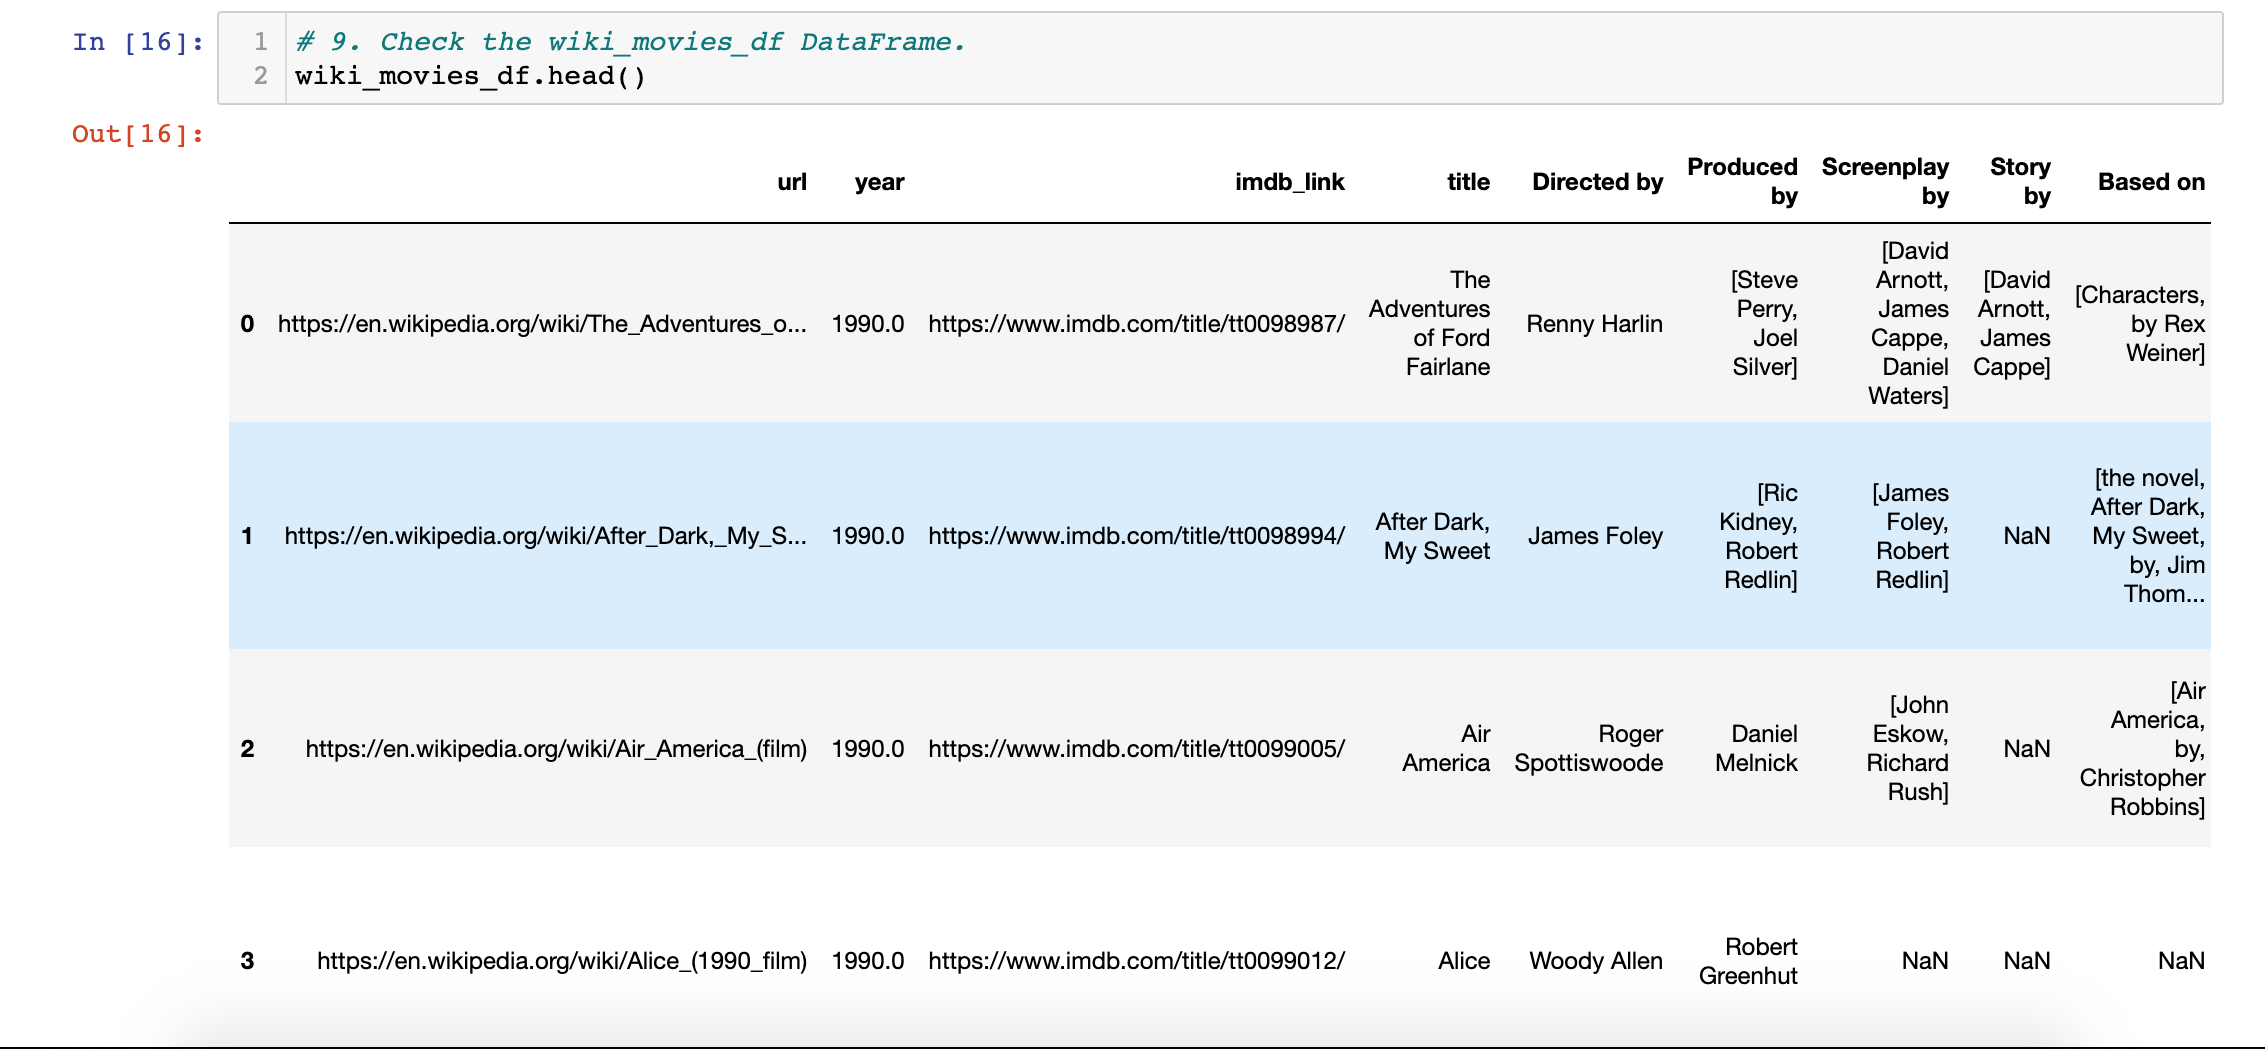 In [16]:
1 # 9. Check the wiki_movies_df DataFrame.
2 wiki_movies_df.head()
Out[16]:
url year imdb_link title Directed by Produced by Screenplay by Story by Based on
0 https://en.wikipedia.org/wiki/The_Adventures_o... 1990.0 https://www.imdb.com/title/tt0098987/ The Adventures of Ford Fairlane Renny Harlin [Steve Perry, Joel Silver] [David Arnott, James Cappe, Daniel Waters] [David Arnott, James Cappe] [Characters, by Rex Weiner]
1 https://en.wikipedia.org/wiki/After_Dark,_My_S... 1990.0 https://www.imdb.com/title/tt0098994/ After Dark, My Sweet James Foley [Ric Kidney, Robert Redlin] [James Foley, Robert Redlin] NaN [the novel, After Dark, My Sweet, by, Jim Thom...
2 https://en.wikipedia.org/wiki/Air_America_(film) 1990.0 https://www.imdb.com/title/tt0099005/ Air America Roger Spottiswoode Daniel Melnick [John Eskow, Richard Rush] NaN [Air America, by, Christopher Robbins]
3 https://en.wikipedia.org/wiki/Alice_(1990_film) 1990.0 https://www.imdb.com/title/tt0099012/ Alice Woody Allen Robert Greenhut NaN NaN NaN